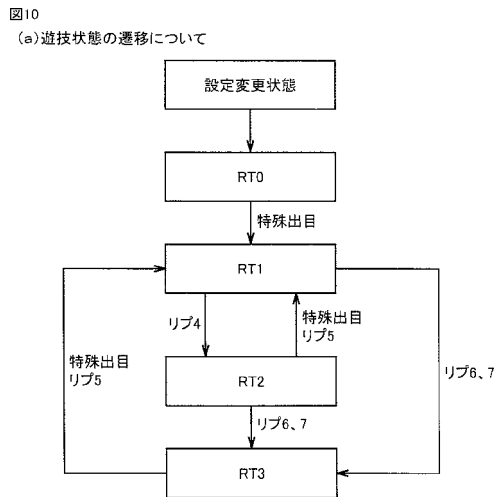 図10
(a)遊技状態の遷移について
設定変更状態
RT0
特殊出目
RT1
リプ4
特殊出目
リプ5
特殊出目
リプ5
リプ6、7
RT2
リプ6、7
RT3